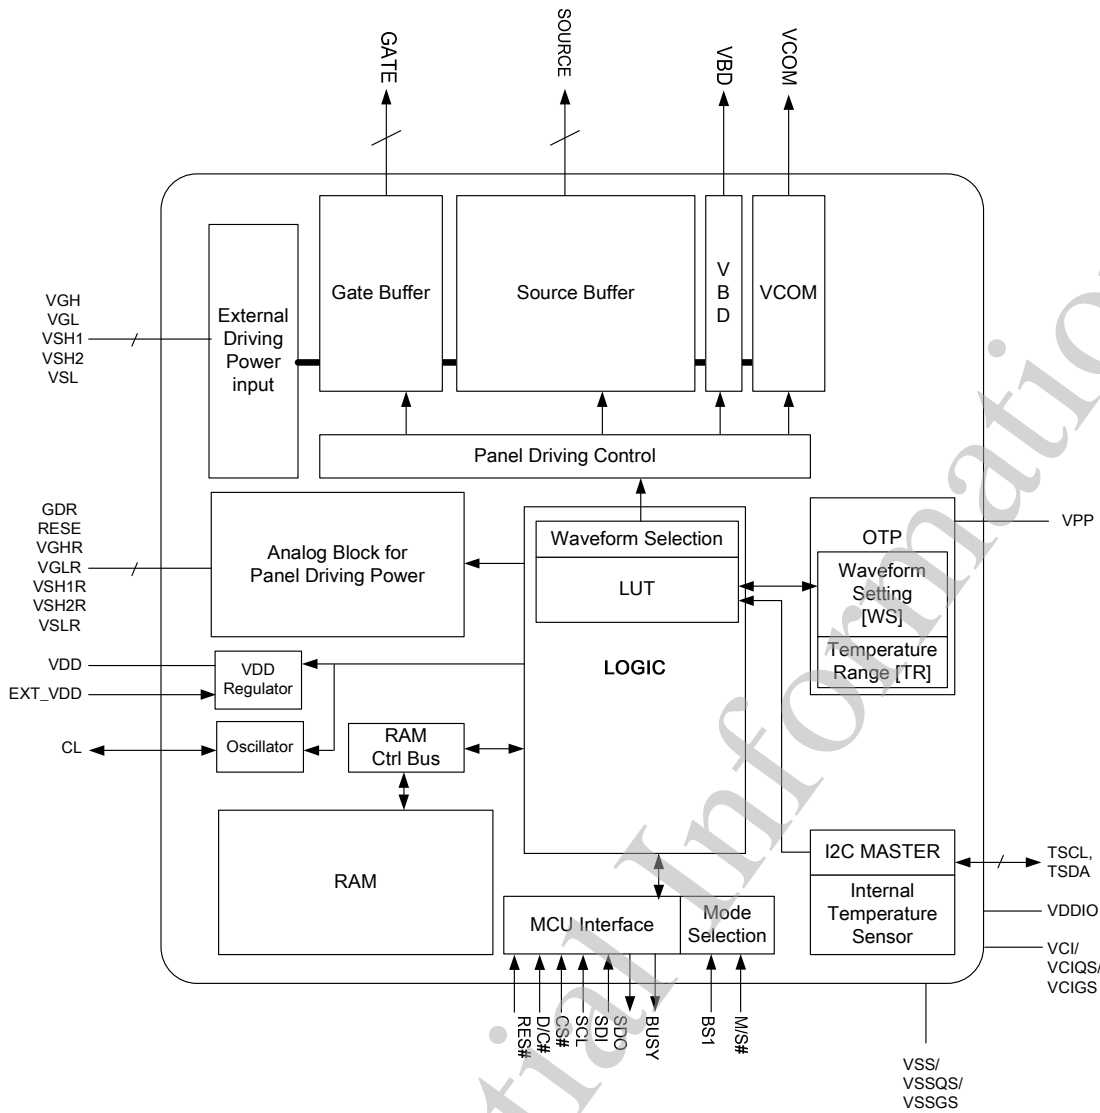 GATE
SOURCE
VBD
VCOM
Gate Buffer
Source Buffer
V
B
D
VCOM
External
Driving
Power
input
VGH
VGL
VSH1
VSH2
VSL
Panel Driving Control
GDR
RESE
VGHR
VGLR
VSH1R
VSH2R
VSLR
Analog Block for
Panel Driving Power
Waveform Selection
LUT
LOGIC
OTP
Waveform
Setting
[WS]
Temperature
Range [TR]
VPP
VDD
EXT_VDD
VDD
Regulator
CL
Oscillator
RAM
Ctrl Bus
RAM
I2C MASTER
Internal
Temperature
Sensor
TSCL,
TSDA
VDDIO
VCI/
VCIQS/
VCIGS
MCU Interface
Mode
Selection
RES#
D/C#
CS#
SCL
SDI
SDO
BUSY
BS1
M/S#
VSS/
VSSQS/
VSSGS
tial Information